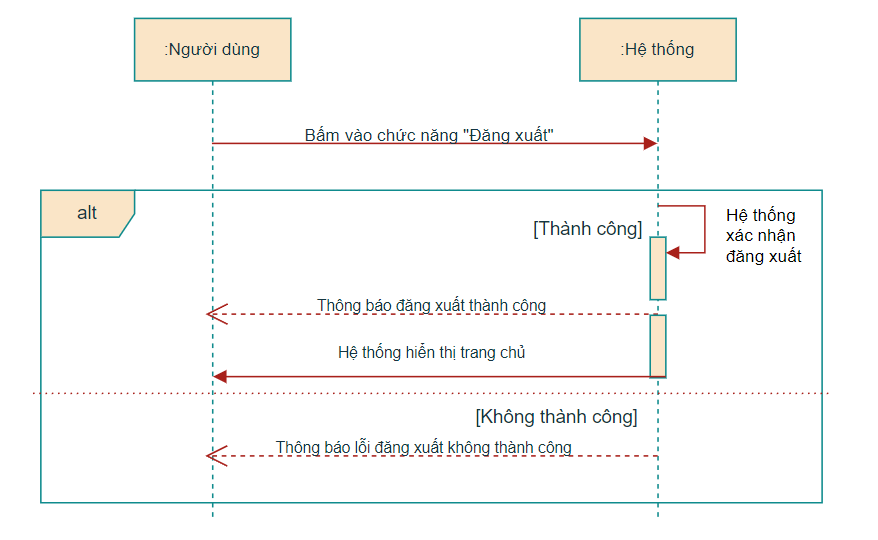 :Người dùng
:Hệ thống
Bấm vào chức năng "Đăng xuất"
alt
Hệ thống
xác nhận
đăng xuất
[Thành công]
Thông báo đăng xuất thành công
Hệ thống hiển thị trang chủ
[Không thành công]
Thông báo lỗi đăng xuất không thành công